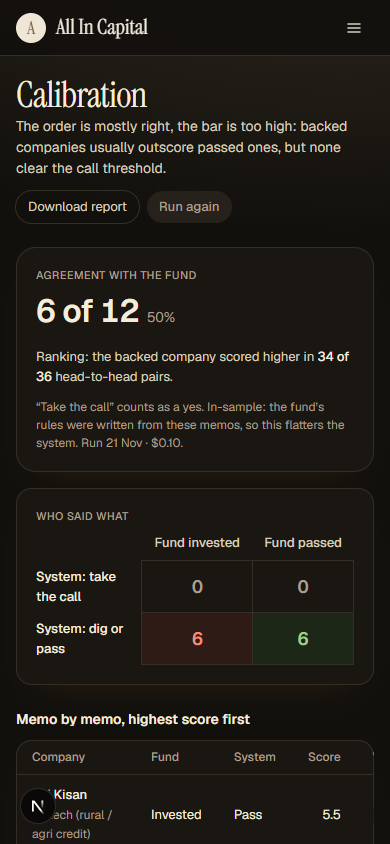 A All In Capital
Calibration
The order is mostly right, the bar is too high: backed
companies usually outscore passed ones, but none
clear the call threshold.
Download report Run again
AGREEMENT WITH THE FUND
6 of 12 50%
Ranking: the backed company scored higher in 34 of
36 head-to-head pairs.
“Take the call” counts as a yes. In-sample: the fund's
rules were written from these memos, so this flatters the
system. Run 21 Nov · $0.10.
WHO SAID WHAT
Fund invested Fund passed
System: take
the call
0 0
System: dig or
pass
6 6
Memo by memo, highest score first
Company Fund System Score
Kisan
(rural / Invested Pass 5.5
agri credit)
N